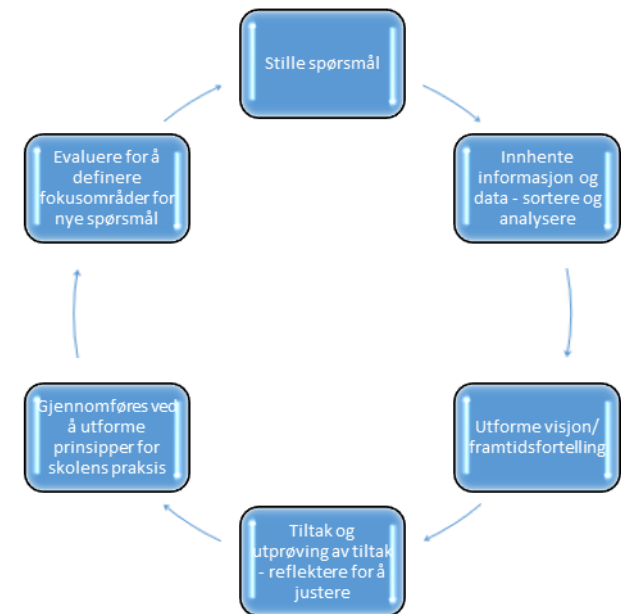 Stille spørsmål
Innhente
informasjon og
data - sortere og
analysere
Utforme visjon/
framtidsfortelling
Tiltak og
utprøving av tiltak
- reflektere for å
justere
Gjennomføres ved
å utforme
prinsipper for
skolens praksis
Evaluere for å
definere
fokusområder for
nye spørsmål